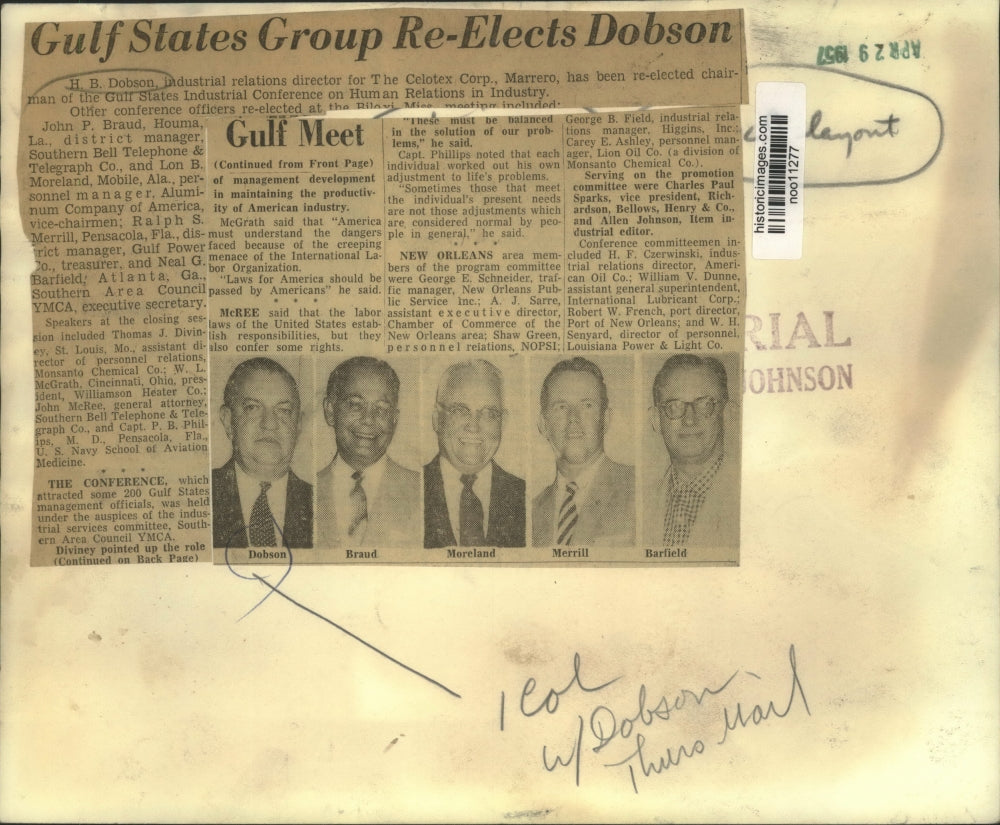 Gulf States Group Re-Elects Dobson
H. B. Dobson, industrial relations director for The Celotex Corp., Marrero, has been re-elected chair-
man of the Gulf States Industrial Conference on Human Relations in Industry.
Other conference officers re-elected at the Biloxi, Miss., meeting included:
John P. Braud, Houma,
La., district manager,
Southern Bell Telephone &
Telegraph Co., and Lon B.
Moreland, Mobile, Ala., per-
sonnel manager, Alumi-
num Company of America,
vice-chairmen; Ralph S.
Merrill, Pensacola, Fla., dis-
trict manager, Gulf Power
Co., treasurer, and Neal G.
Barfield, Atlanta, Ga.,
Southern Area Council
YMCA, executive secretary.
Speakers at the closing ses-
sion included Thomas J. Divin-
ey, St. Louis, Mo., assistant di-
rector of personnel relations,
Monsanto Chemical Co.; W. L.
McGrath, Cincinnati, Ohio, pres-
ident, Williamson Heater Co.;
John McRee, general attorney,
Southern Bell Telephone & Tele-
graph Co., and Capt. P. B. Phil-
ips, M. D., Pensacola, Fla.,
U. S. Navy School of Aviation
Medicine.
* * *
THE CONFERENCE, which
attracted some 200 Gulf States
management officials, was held
under the auspices of the indus-
trial services committee, South-
ern Area Council YMCA.
Diviney pointed up the role
(Continued on Back Page)
Gulf Meet
(Continued from Front Page)
of management development
in maintaining the productiv-
ity of American industry.
McGrath said that "America
must understand the dangers
faced because of the creeping
menace of the International La-
bor Organization.
"Laws for America should be
passed by Americans" he said.
* * *
McREE said that the labor
laws of the United States estab-
lish responsibilities, but they
also confer some rights.
"These must be balanced
in the solution of our prob-
lems," he said.
Capt. Phillips noted that each
individual worked out his own
adjustment to life's problems.
"Sometimes those that meet
the individual's present needs
are not those adjustments which
are considered normal by peo-
ple in general," he said.
* * *
NEW ORLEANS area mem-
bers of the program committee
were George E. Schneider, traf-
fic manager, New Orleans Pub-
lic Service Inc.; A. J. Sarre,
assistant executive director,
Chamber of Commerce of the
New Orleans area; Shaw Green,
personnel relations, NOPSI;
George B. Field, industrial rela-
tions manager, Higgins, Inc.;
Carey E. Ashley, personnel man-
ager, Lion Oil Co. (a division of
Monsanto Chemical Co.).
Serving on the promotion
committee were Charles Paul
Sparks, vice president, Rich-
ardson, Bellows, Henry & Co.,
and Allen Johnson, Item in-
dustrial editor.
Conference committeemen in-
cluded H. F. Czerwinski, indus-
trial relations director, Ameri-
can Oil Co.; William V. Dunne,
assistant general superintendent,
International Lubricant Corp.;
Robert W. French, port director,
Port of New Orleans; and W. H.
Senyard, director of personnel,
Louisiana Power & Light Co.
Dobson Braud Moreland Merrill Barfield
APR 29 1957
layout
historicimages.com
noo11277
RIAL
JOHNSON
1 Col
w/ Dobson
Thurs Mail